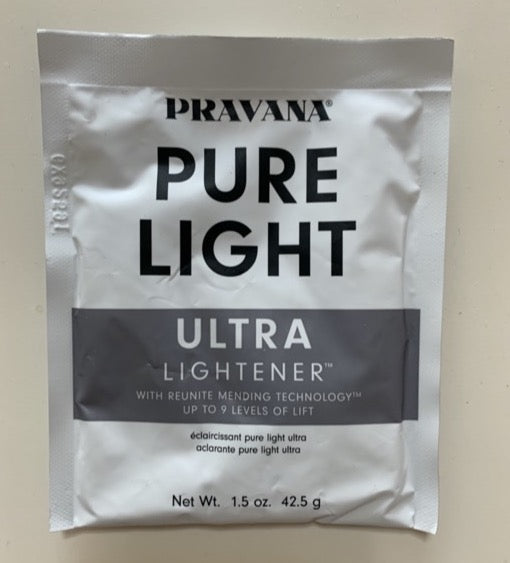 PRAVANA®
PURE
LIGHT
ULTRA
LIGHTENER™
WITH REUNITE MENDING TECHNOLOGY™
UP TO 9 LEVELS OF LIFT
éclaircissant pure light ultra
aclarante pure light ultra
Net Wt. 1.5 oz. 42.5 g